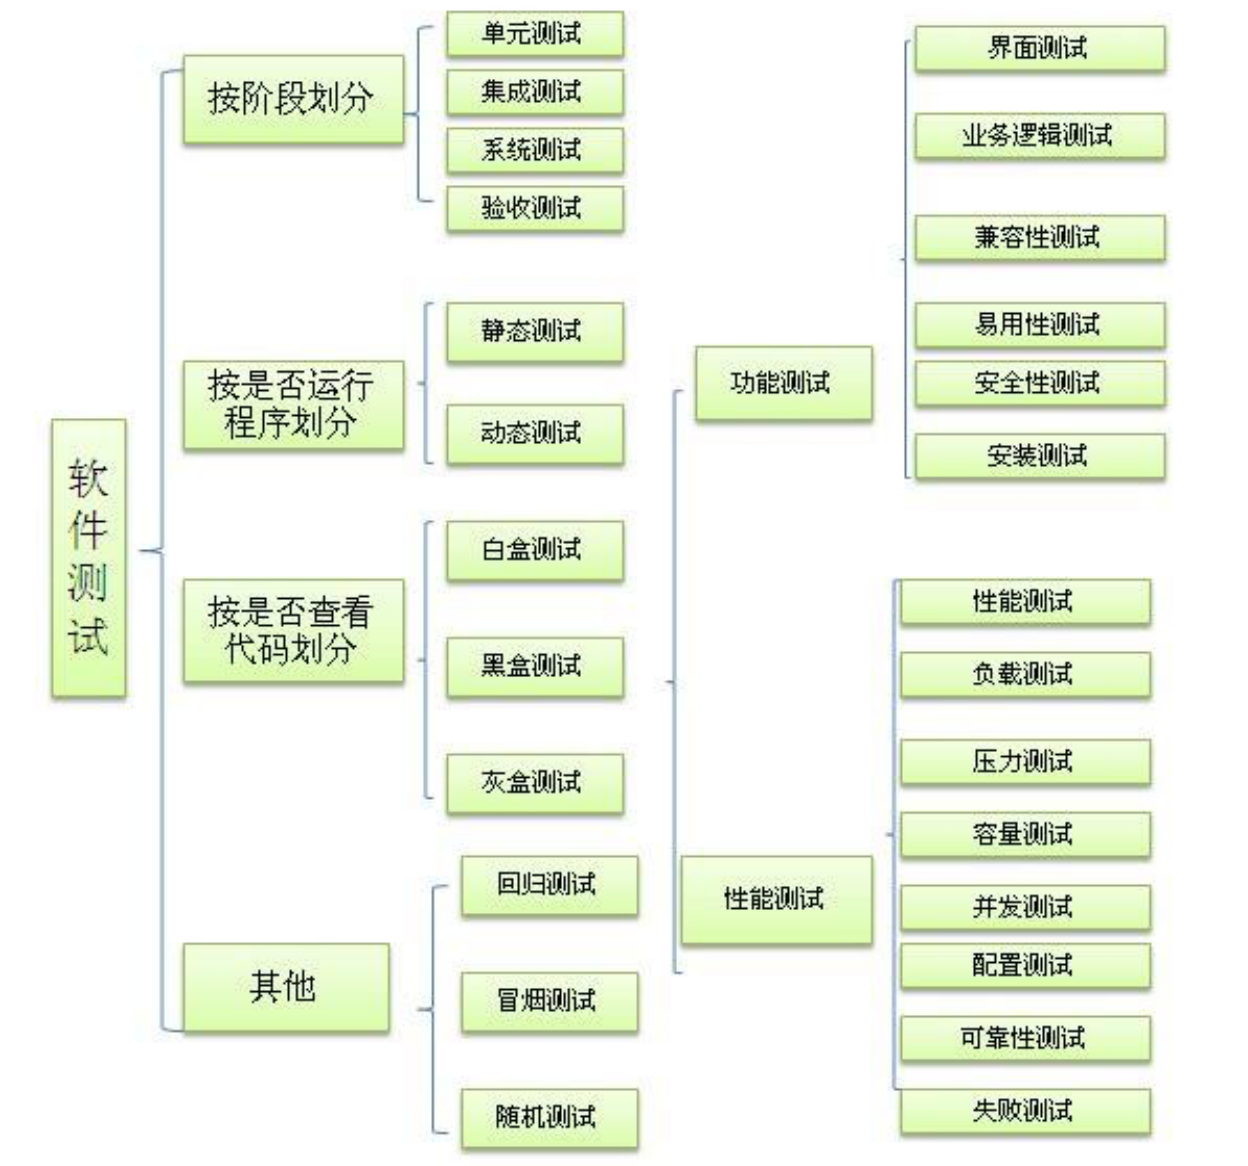 软
件
测
试
按阶段划分
单元测试
集成测试
系统测试
验收测试
按是否运行
程序划分
静态测试
动态测试
按是否查看
代码划分
白盒测试
黑盒测试
灰盒测试
其他
回归测试
冒烟测试
随机测试
功能测试
界面测试
业务逻辑测试
兼容性测试
易用性测试
安全性测试
安装测试
性能测试
性能测试
负载测试
压力测试
容量测试
并发测试
配置测试
可靠性测试
失败测试